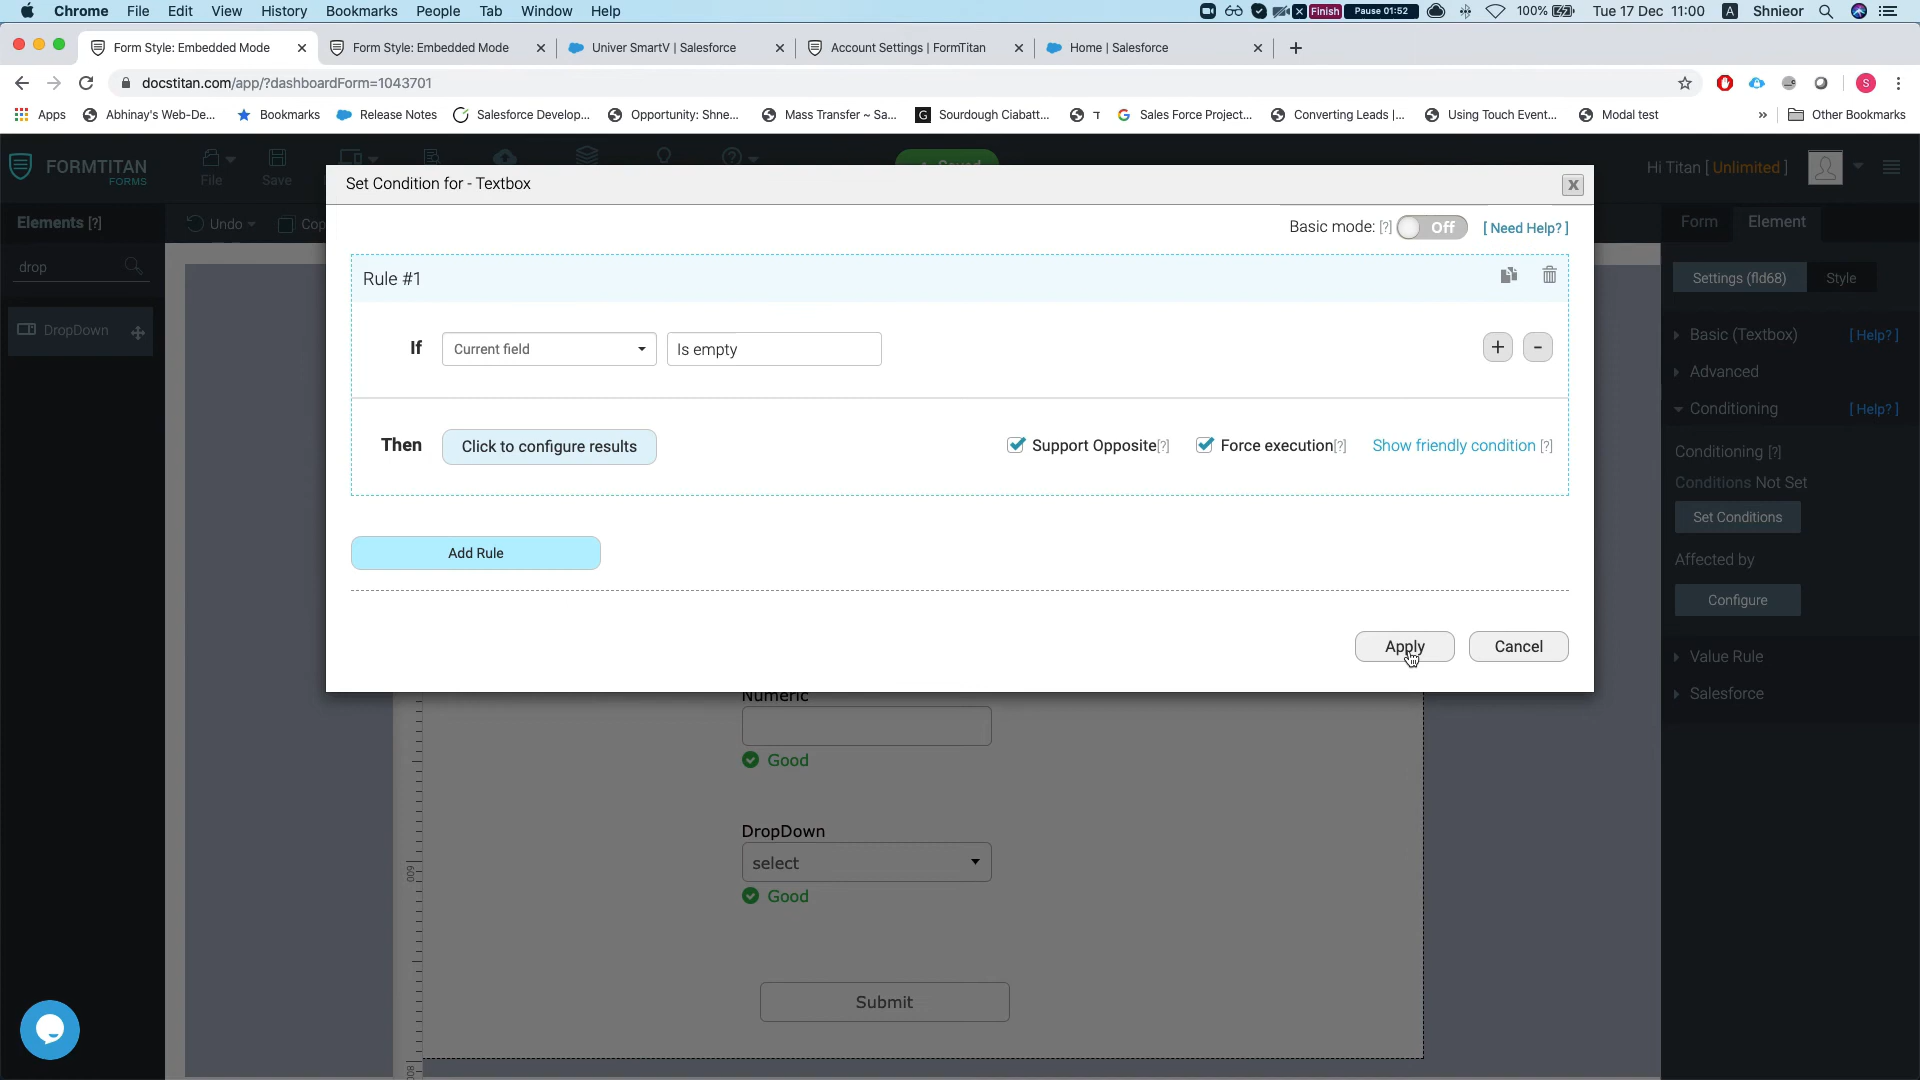 Chrome File Edit View History Bookmarks People Tab Window Help Finish Pause 01:52 100% Tue 17 Dec 11:00 A Shnieor
Form Style: Embedded Mode Form Style: Embedded Mode Univer SmartV | Salesforce Account Settings | FormTitan Home | Salesforce
docstitan.com/app/?dashboardForm=1043701 S
Apps Abhinay's Web-De... Bookmarks Release Notes Salesforce Develop... Opportunity: Shne... Mass Transfer ~ Sa... G Sourdough Ciabatt... T Sales Force Project... Converting Leads |... Using Touch Event... Modal test » Other Bookmarks
FORMTITAN
FORMS
File Save
Saved
Hi Titan [ Unlimited ]
Set Condition for - Textbox X
Elements [?] Undo Cop
Form Element
Basic mode: [?] Off [ Need Help? ]
drop
Settings (fld68) Style
Rule #1
DropDown
Basic (Textbox) [ Help? ]
If Current field Is empty + -
Advanced
Conditioning [ Help? ]
Then Click to configure results Support Opposite[?] Force execution[?] Show friendly condition [?]
Conditioning [?]
Conditions Not Set
Set Conditions
Add Rule
Affected by
Configure
Apply Cancel
Value Rule
Salesforce
Numeric
Good
DropDown
select
600
Good
Submit